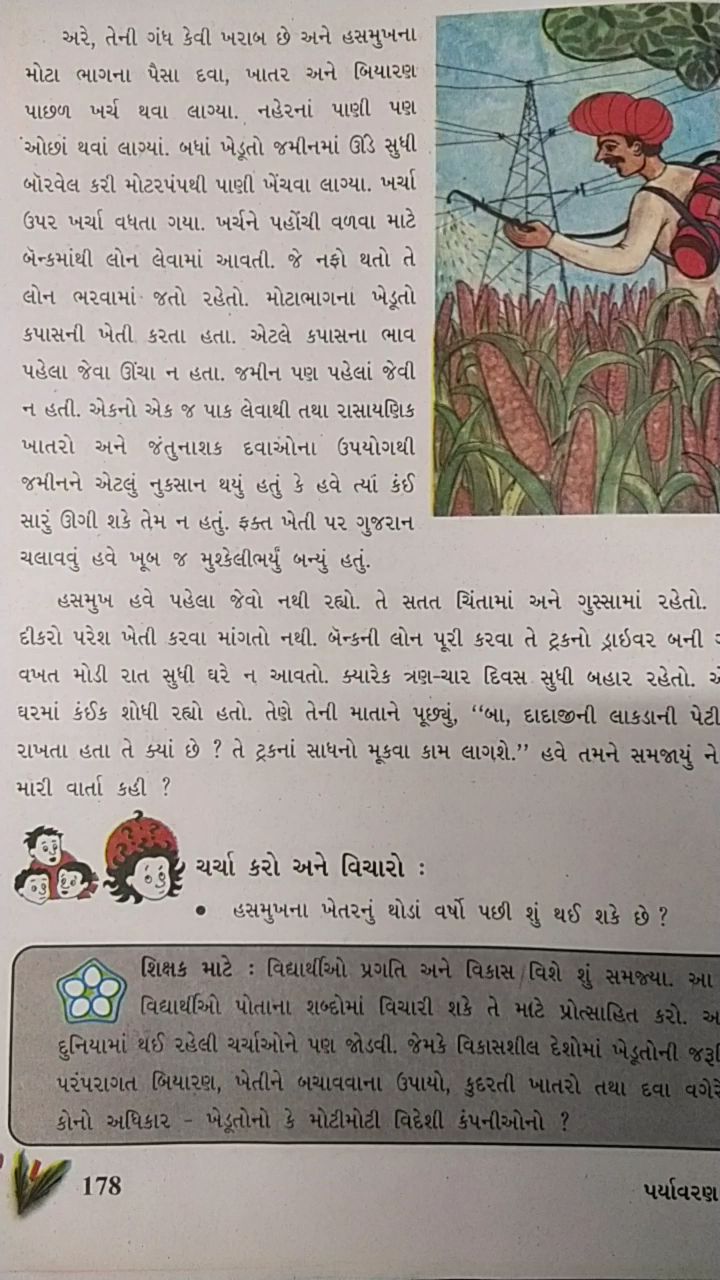 અરે, તેની ગંધ કેવી ખરાબ છે અને હસમુખના
મોટા ભાગના પૈસા દવા, ખાતર અને બિયારણ
પાછળ ખર્ચ થવા લાગ્યા. નહેરનાં પાણી પણ
ઓછાં થવાં લાગ્યાં. બધાં ખેડૂતો જમીનમાં ઊંડે સુધી
બૉરવેલ કરી મોટરપંપથી પાણી ખેંચવા લાગ્યા. ખર્ચા
ઉપર ખર્ચા વધતા ગયા. ખર્ચને પહોંચી વળવા માટે
બૅન્કમાંથી લોન લેવામાં આવતી. જે નફો થતો તે
લોન ભરવામાં જતો રહેતો. મોટાભાગના ખેડૂતો
કપાસની ખેતી કરતા હતા. એટલે કપાસના ભાવ
પહેલા જેવા ઊંચા ન હતા. જમીન પણ પહેલાં જેવી
ન હતી. એકનો એક જ પાક લેવાથી તથા રાસાયણિક
ખાતરો અને જંતુનાશક દવાઓના ઉપયોગથી
જમીનને એટલું નુકસાન થયું હતું કે હવે ત્યાં કંઈ
સારું ઊગી શકે તેમ ન હતું. ફક્ત ખેતી પર ગુજરાન
ચલાવવું હવે ખૂબ જ મુશ્કેલીભર્યું બન્યું હતું.
હસમુખ હવે પહેલા જેવો નથી રહ્યો. તે સતત ચિંતામાં અને ગુસ્સામાં રહેતો.
દીકરો પરેશ ખેતી કરવા માંગતો નથી. બૅન્કની લોન પૂરી કરવા તે ટ્રકનો ડ્રાઇવર બની
વખત મોડી રાત સુધી ઘરે ન આવતો. ક્યારેક ત્રણ-ચાર દિવસ સુધી બહાર રહેતો.
ઘરમાં કંઈક શોધી રહ્યો હતો. તેણે તેની માતાને પૂછ્યું, “બા, દાદાજીની લાકડાની પેટી
રાખતા હતા તે ક્યાં છે ? તે ટ્રકનાં સાધનો મૂકવા કામ લાગશે.” હવે તમને સમજાયું ને
મારી વાર્તા કહી ?
ચર્ચા કરો અને વિચારો :
• હસમુખના ખેતરનું થોડાં વર્ષો પછી શું થઈ શકે છે ?
શિક્ષક માટે : વિદ્યાર્થીઓ પ્રગતિ અને વિકાસ વિશે શું સમજ્યા. આ
વિદ્યાર્થીઓ પોતાના શબ્દોમાં વિચારી શકે તે માટે પ્રોત્સાહિત કરો.
દુનિયામાં થઈ રહેલી ચર્ચાઓને પણ જોડવી. જેમકે વિકાસશીલ દેશોમાં ખેડૂતોની
પરંપરાગત બિયારણ, ખેતીને બચાવવાના ઉપાયો, કુદરતી ખાતરો તથા દવા
કોનો અધિકાર - ખેડૂતોનો કે મોટીમોટી વિદેશી કંપનીઓનો ?
178
પર્યાવરણ